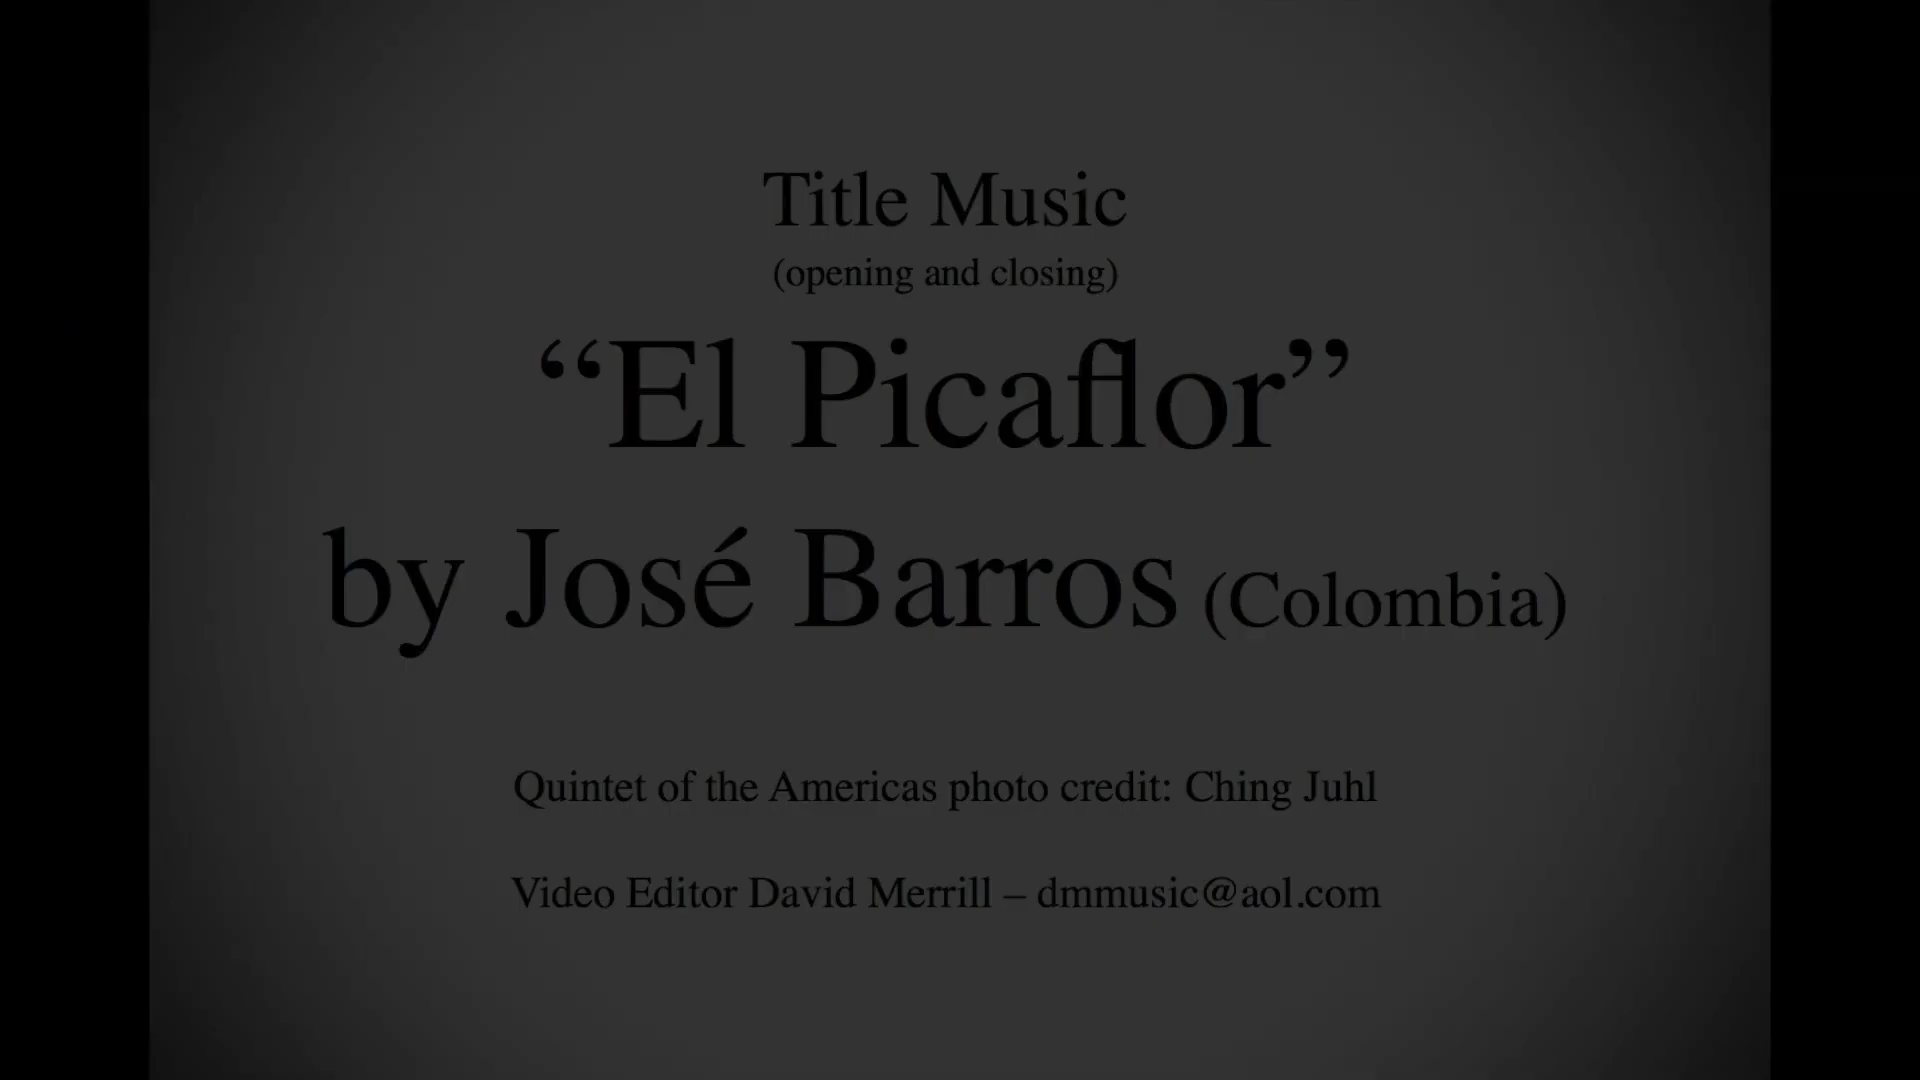 Title Music
(opening and closing)
“El Picaflor”
by José Barros (Colombia)
Quintet of the Americas photo credit: Ching Juhl
Video Editor David Merrill – dmmusic@aol.com